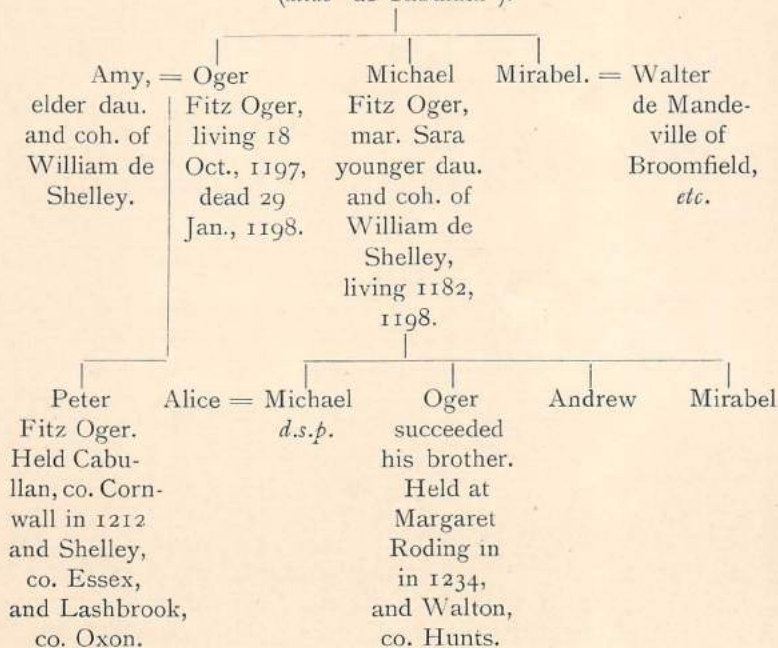 Amy, = Oger
elder dau.
and coh. of
William de
Shelley.
Fitz Oger,
living 18
Oct., 1197,
dead 29
Jan., 1198.
Michael
Fitz Oger,
mar. Sara
younger dau.
and coh. of
William de
Shelley,
living 1182,
1198.
Mirabel. = Walter
de Mande-
ville of
Broomfield,
etc.
Peter
Fitz Oger.
Held Cabu-
llan, co. Corn-
wall in 1212
and Shelley,
co. Essex,
and Lashbrook,
co. Oxon.
Alice = Michael
d.s.p.
Oger
succeeded
his brother.
Held at
Margaret
Roding in
in 1234,
and Walton,
co. Hunts.
Andrew
Mirabel